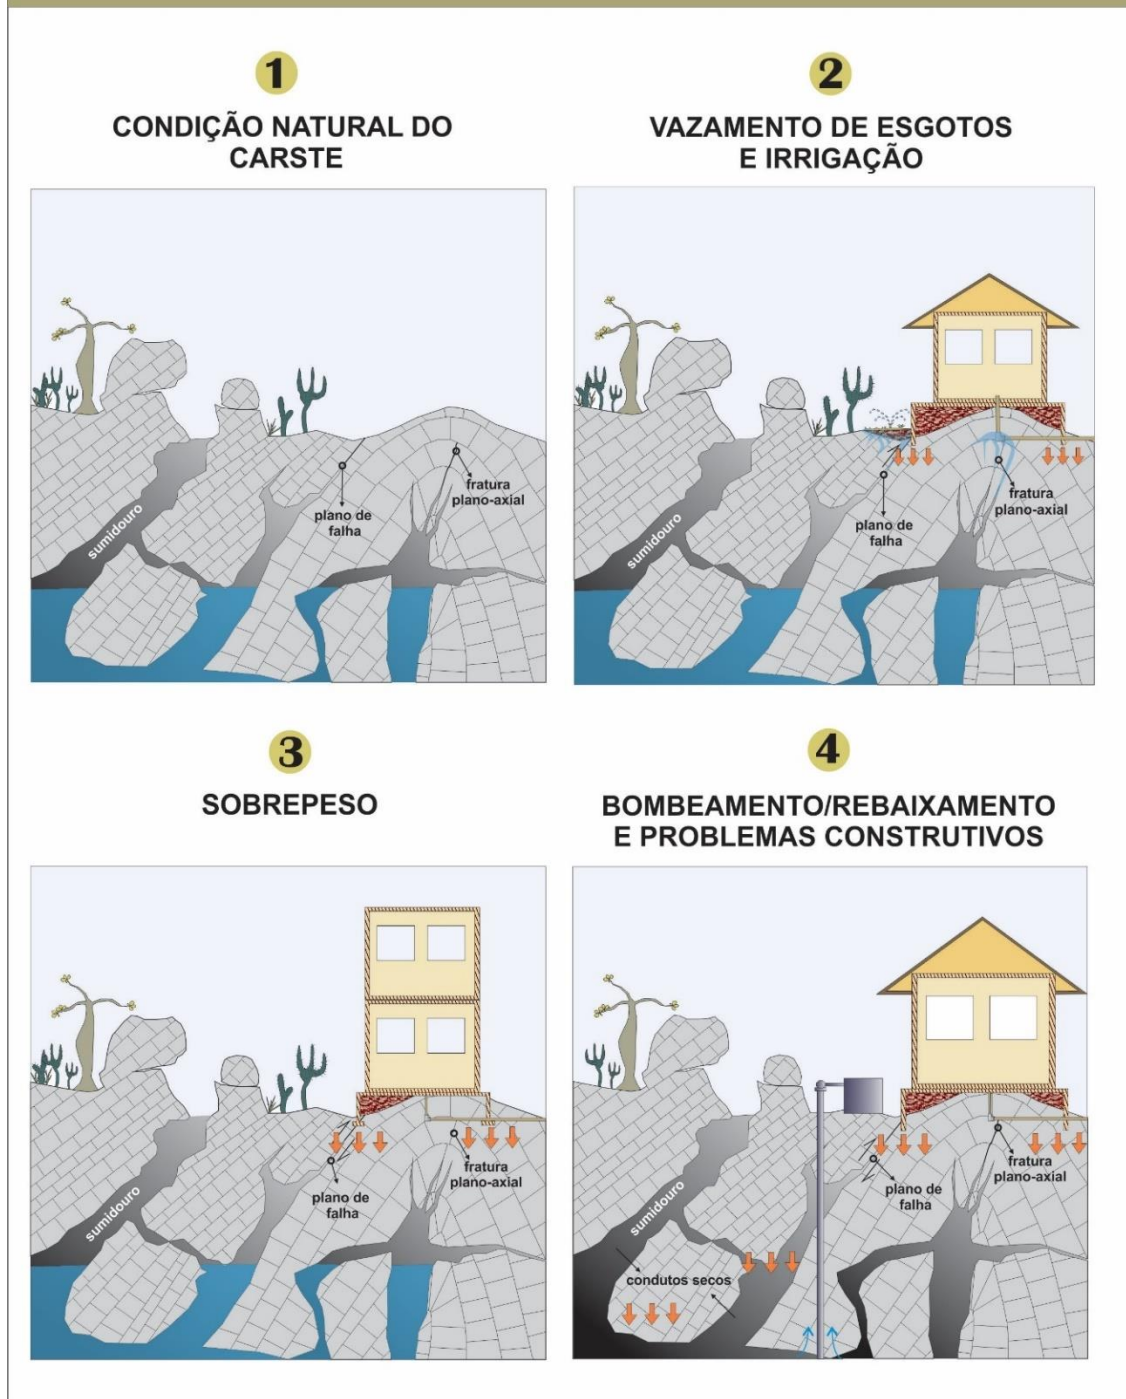 1
CONDIÇÃO NATURAL DO
CARSTE
sumidouro
plano de
falha
fratura
plano-axial
2
VAZAMENTO DE ESGOTOS
E IRRIGAÇÃO
sumidouro
plano de
falha
fratura
plano-axial
3
SOBREPESO
sumidouro
plano de
falha
fratura
plano-axial
4
BOMBEAMENTO/REBAIXAMENTO
E PROBLEMAS CONSTRUTIVOS
sumidouro
condutos secos
plano de
falha
fratura
plano-axial